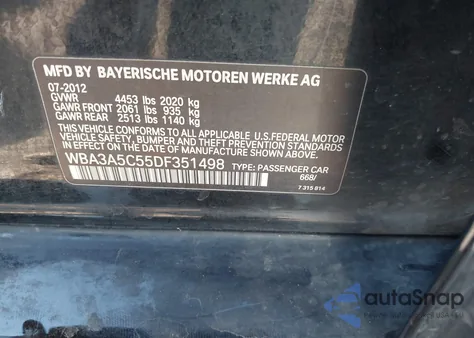 MFD BY BAYERISCHE MOTOREN WERKE AG
07-2012
GVWR 4453 lbs 2020 kg
GAWR FRONT 2061 lbs 935 kg
GAWR REAR 2513 lbs 1140 kg
THIS VEHICLE CONFORMS TO ALL APPLICABLE U.S.FEDERAL MOTOR
VEHICLE SAFETY, BUMPER AND THEFT PREVENTION STANDARDS
IN EFFECT ON THE DATE OF MANUFACTURE SHOWN ABOVE.
WBA3A5C55DF351498 TYPE: PASSENGER CAR
668/
7 315 814
autoSnap